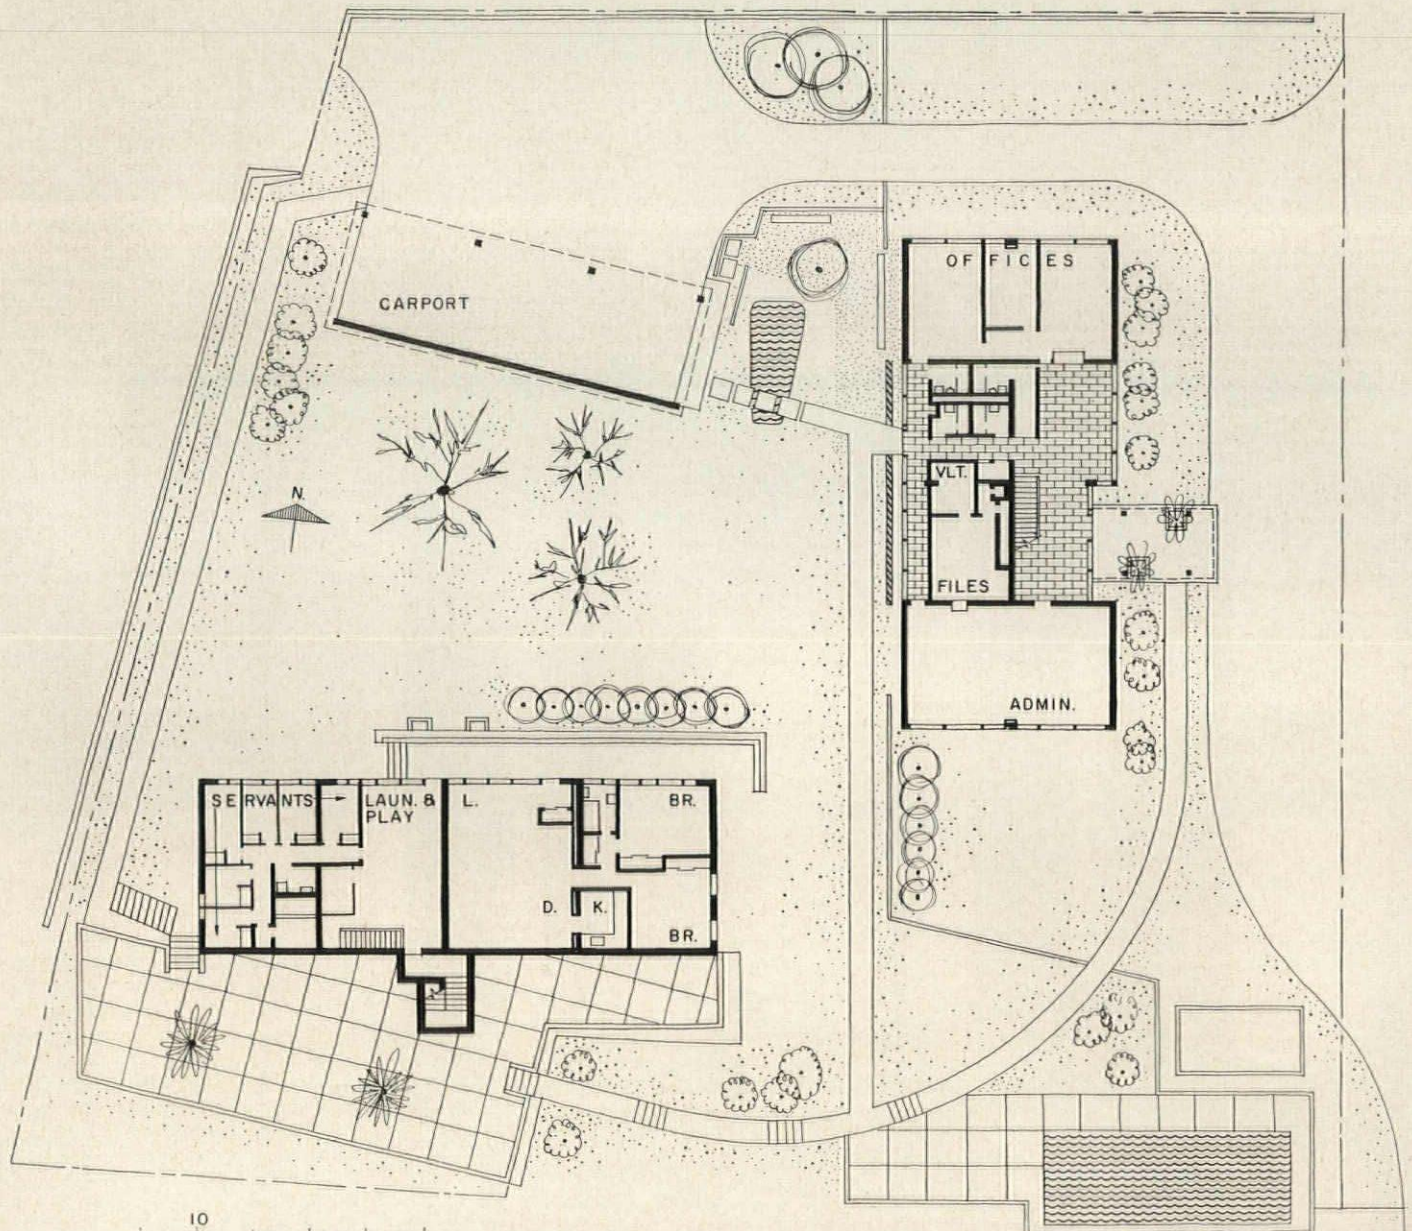 OFFICES
CARPORT
VLT.
N.
FILES
ADMIN.
SERVANTS
LAUN. &
PLAY
L.
BR.
D.
K.
BR.
10